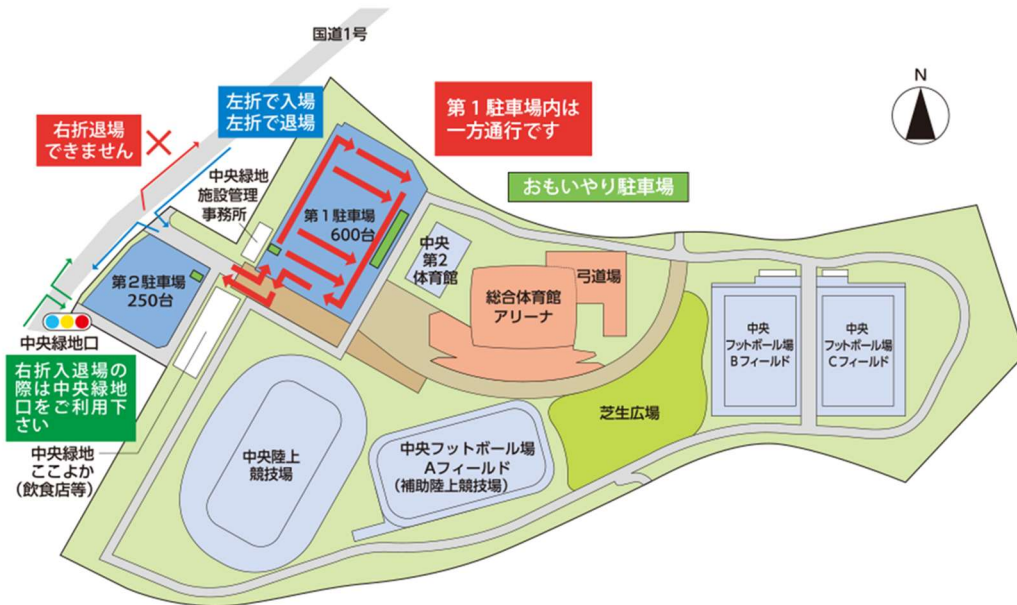 国道1号
N
右折退場
できません
左折で入場
左折で退場
第1駐車場内は
一方通行です
おもいやり駐車場
中央緑地
施設管理
事務所
第1駐車場
600台
第2駐車場
250台
中央緑地口
右折入退場の
際は中央緑地
口をご利用下
さい
中央緑地
ここよか
(飲食店等)
中央
第2
体育館
総合体育館
アリーナ
弓道場
中央
フットボール場
Bフィールド
中央
フットボール場
Cフィールド
芝生広場
中央陸上
競技場
中央フットボール場
Aフィールド
(補助陸上競技場)